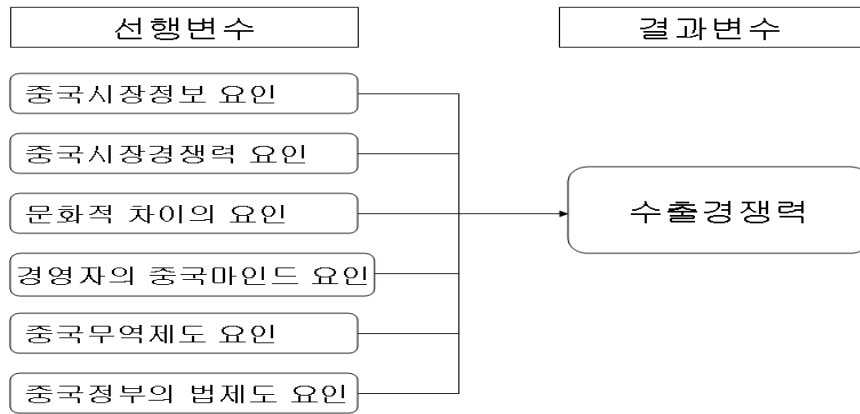 선행변수
결과변수
중국시장정보 요인
중국시장경쟁력 요인
문화적 차이의 요인
경영자의 중국마인드 요인
중국무역제도 요인
중국정부의 법제도 요인
수출경쟁력